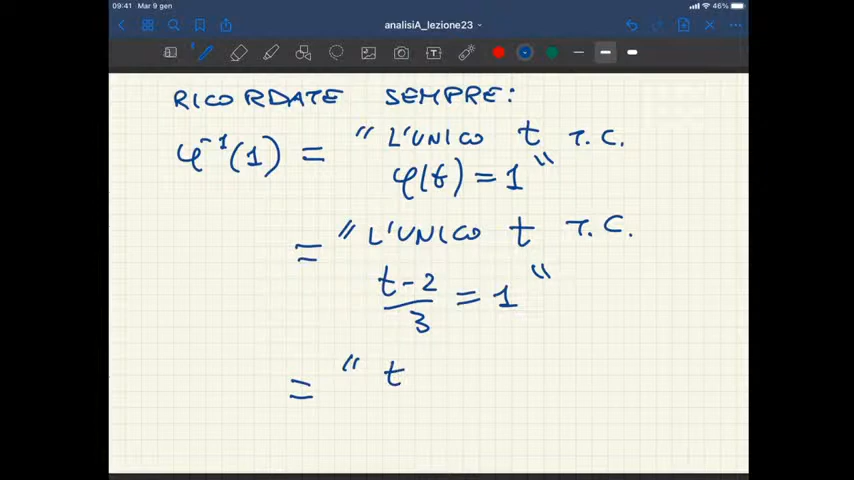 09:41 Mar 9 gen
46%
analisiA_lezione23
RICORDATE SEMPRE:
φ⁻¹(1) = "L'UNICO t T.C.
φ(t) = 1"
= "L'UNICO t T.C.
(t-2)/3 = 1"
= " t